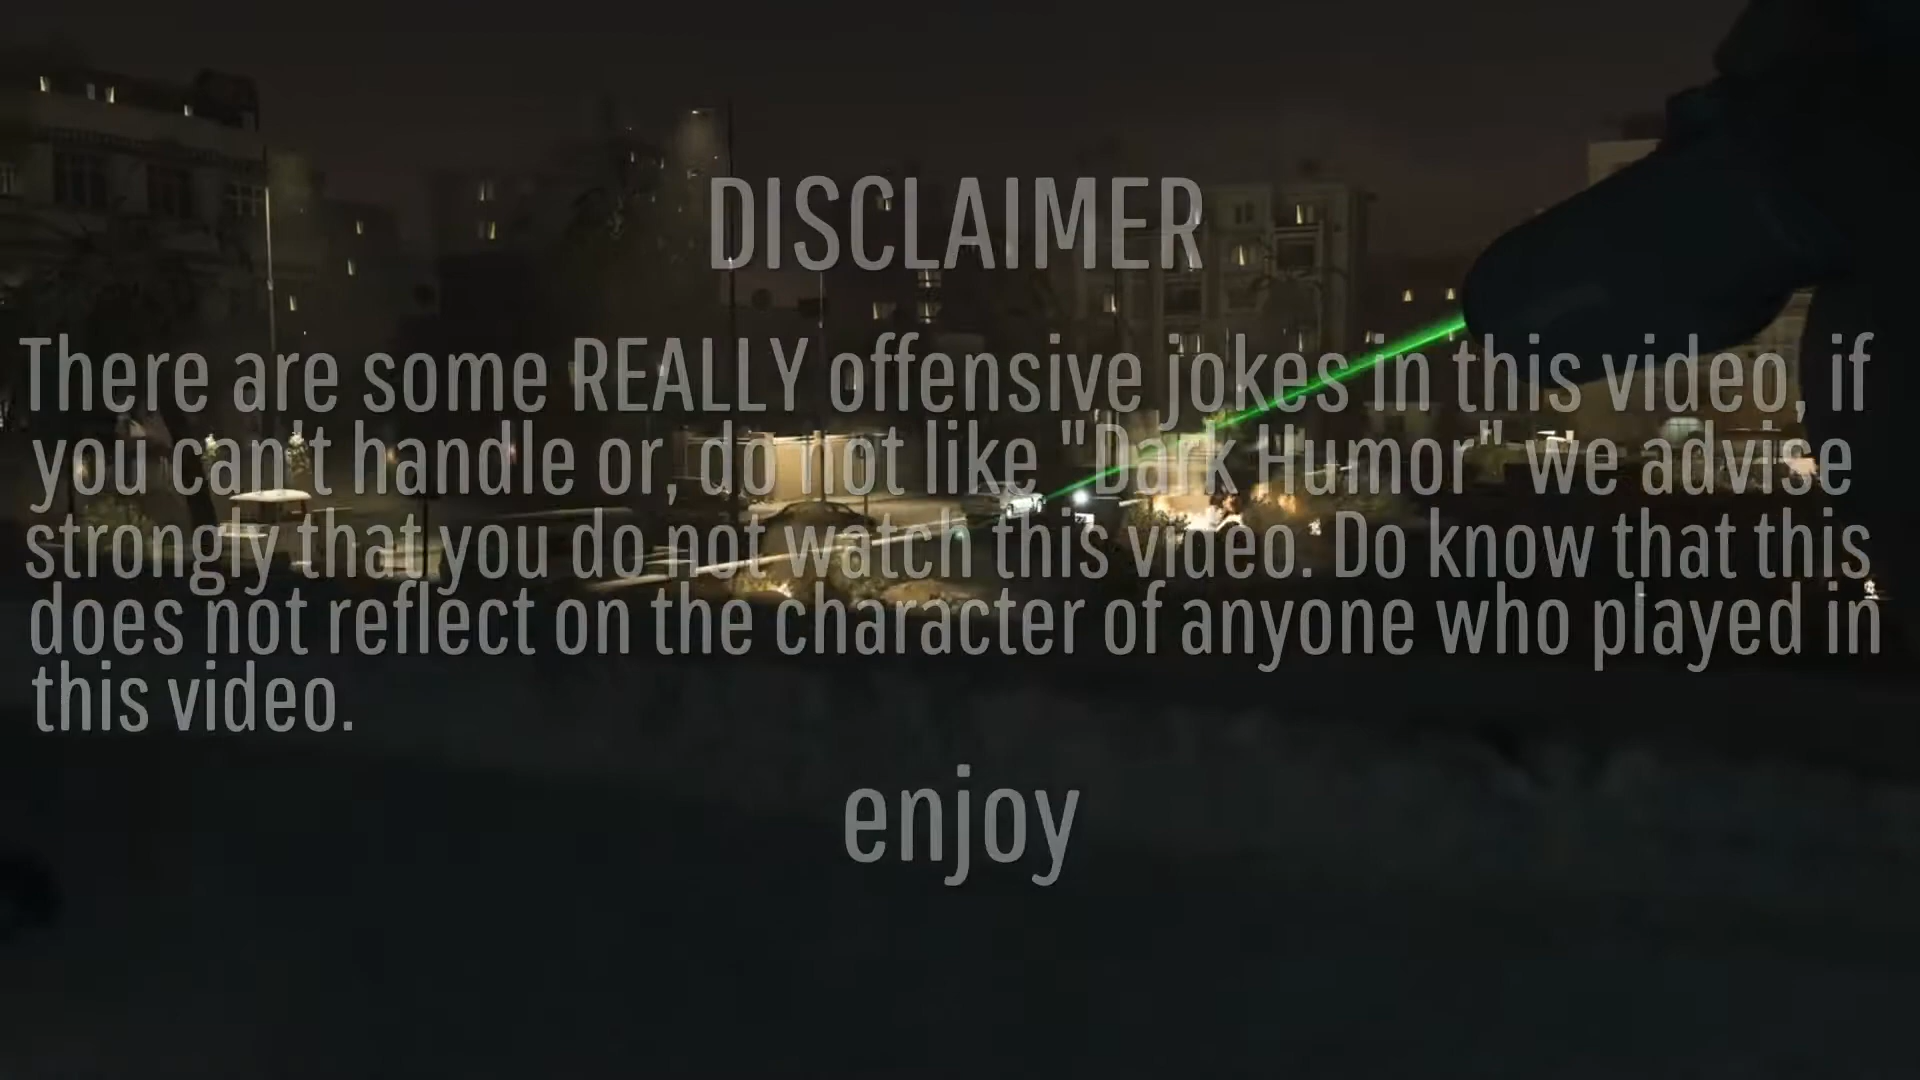 DISCLAIMER
There are some REALLY offensive jokes in this video, if
you can't handle or, do not like "Dark Humor" we advise
strongly that you do not watch this video. Do know that this
does not reflect on the character of anyone who played in
this video.
enjoy